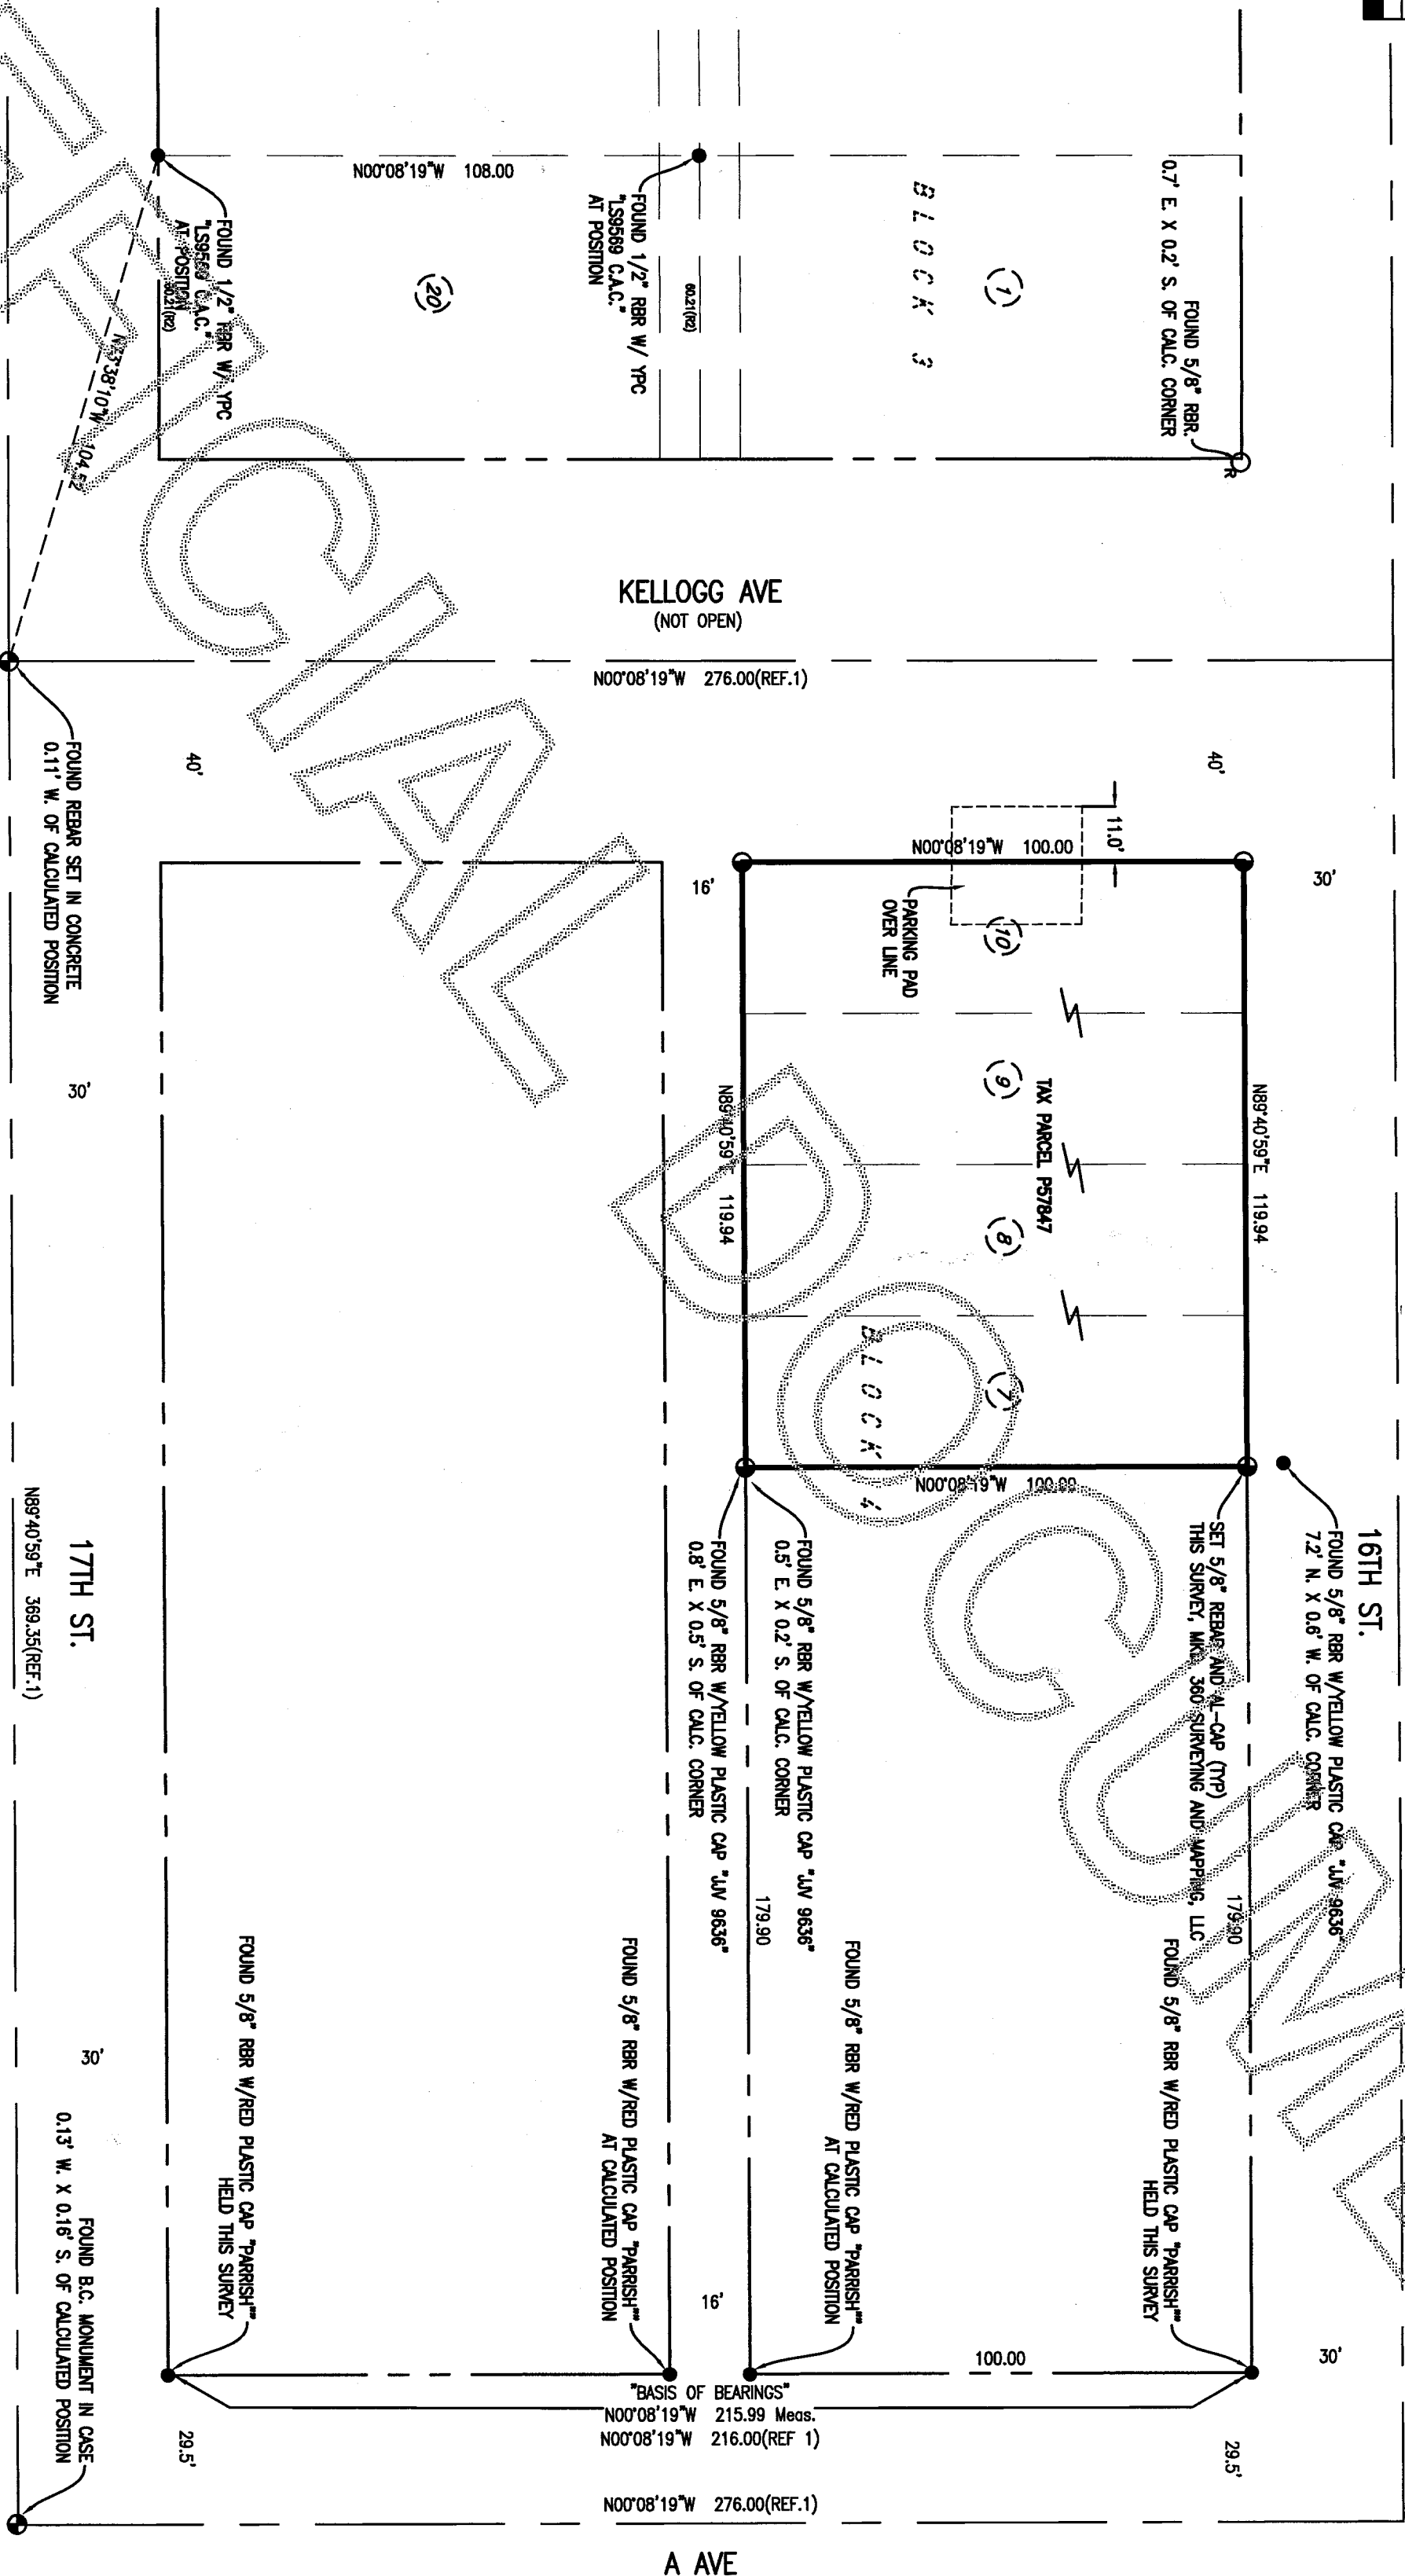 16TH ST.
FOUND 5/8" RBR.
0.7' E. X 0.2' S. OF CALC. CORNER
R
BLOCK 3
(1)
60.21(R2)
FOUND 1/2" RBR W/ YPC
"LS9569 C.A.C."
AT POSITION
N00°08'19"W 108.00
(20)
FOUND 1/2" RBR W/ YPC
"LS9569 C.A.C."
AT POSITION
60.21(R2)
N73°38'10"W 104.52
KELLOGG AVE
(NOT OPEN)
N00°08'19"W 276.00(REF.1)
40'
40'
FOUND REBAR SET IN CONCRETE
0.11' W. OF CALCULATED POSITION
11.0'
N00°08'19"W 100.00
30'
16'
PARKING PAD
OVER LINE
(10)
(9)
(8)
(7)
TAX PARCEL P57847
N89°40'59"E 119.94
N89°40'59"E 119.94
BLOCK 4
N00°08'19"W 100.00
30'
FOUND 5/8" RBR W/YELLOW PLASTIC CAP "JJV 9636"
7.2' N. X 0.6' W. OF CALC. CORNER
SET 5/8" REBAR AND AL-CAP (TYP)
THIS SURVEY, MKD. 360 SURVEYING AND MAPPING, LLC
179.90
FOUND 5/8" RBR W/YELLOW PLASTIC CAP "JJV 9636"
0.5' E. X 0.2' S. OF CALC. CORNER
FOUND 5/8" RBR W/YELLOW PLASTIC CAP "JJV 9636"
0.8' E. X 0.5' S. OF CALC. CORNER
179.90
17TH ST.
N89°40'59"E 369.35(REF.1)
FOUND 5/8" RBR W/RED PLASTIC CAP "PARRISH""
HELD THIS SURVEY
FOUND 5/8" RBR W/RED PLASTIC CAP "PARRISH""
AT CALCULATED POSITION
FOUND 5/8" RBR W/RED PLASTIC CAP "PARRISH""
AT CALCULATED POSITION
FOUND 5/8" RBR W/RED PLASTIC CAP "PARRISH""
HELD THIS SURVEY
30'
16'
100.00
30'
"BASIS OF BEARINGS"
N00°08'19"W 215.99 Meas.
N00°08'19"W 216.00(REF 1)
29.5'
29.5'
FOUND B.C. MONUMENT IN CASE
0.13' W. X 0.16' S. OF CALCULATED POSITION
N00°08'19"W 276.00(REF.1)
A AVE